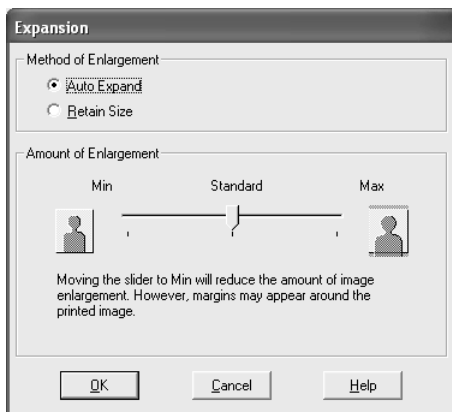 Expansion
Method of Enlargement
Auto Expand
Retain Size
Amount of Enlargement
Min Standard Max
Moving the slider to Min will reduce the amount of image
enlargement. However, margins may appear around the
printed image.
OK Cancel Help